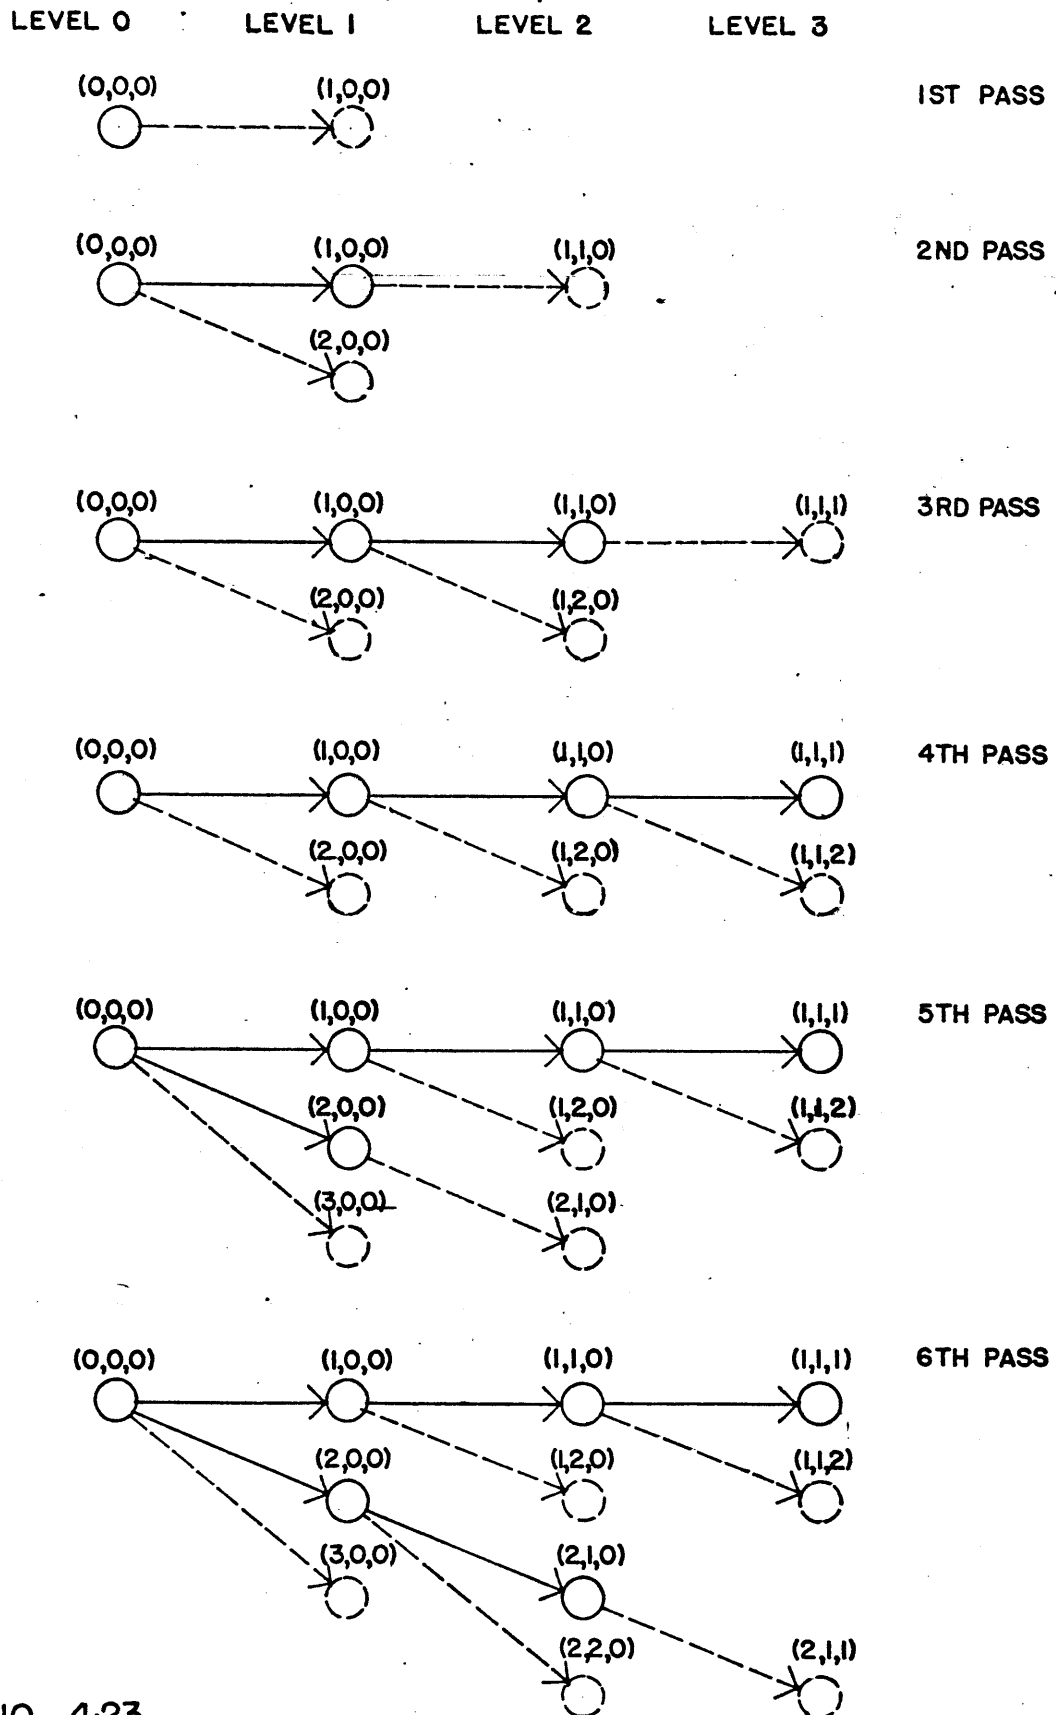 LEVEL 0 LEVEL 1 LEVEL 2 LEVEL 3
(0,0,0) (1,0,0) 1ST PASS
(0,0,0) (1,0,0) (1,1,0) 2ND PASS
(2,0,0)
(0,0,0) (1,0,0) (1,1,0) (1,1,1) 3RD PASS
(2,0,0) (1,2,0)
(0,0,0) (1,0,0) (1,1,0) (1,1,1) 4TH PASS
(2,0,0) (1,2,0) (1,1,2)
(0,0,0) (1,0,0) (1,1,0) (1,1,1) 5TH PASS
(2,0,0) (1,2,0) (1,1,2)
(3,0,0) (2,1,0)
(0,0,0) (1,0,0) (1,1,0) (1,1,1) 6TH PASS
(2,0,0) (1,2,0) (1,1,2)
(3,0,0) (2,1,0)
(2,2,0) (2,1,1)
4.23